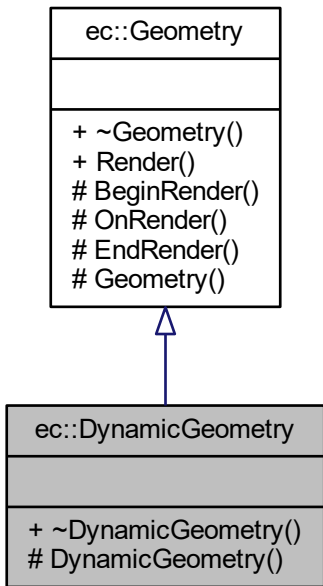 ec::Geometry
+ ~Geometry()
+ Render()
# BeginRender()
# OnRender()
# EndRender()
# Geometry()
ec::DynamicGeometry
+ ~DynamicGeometry()
# DynamicGeometry()